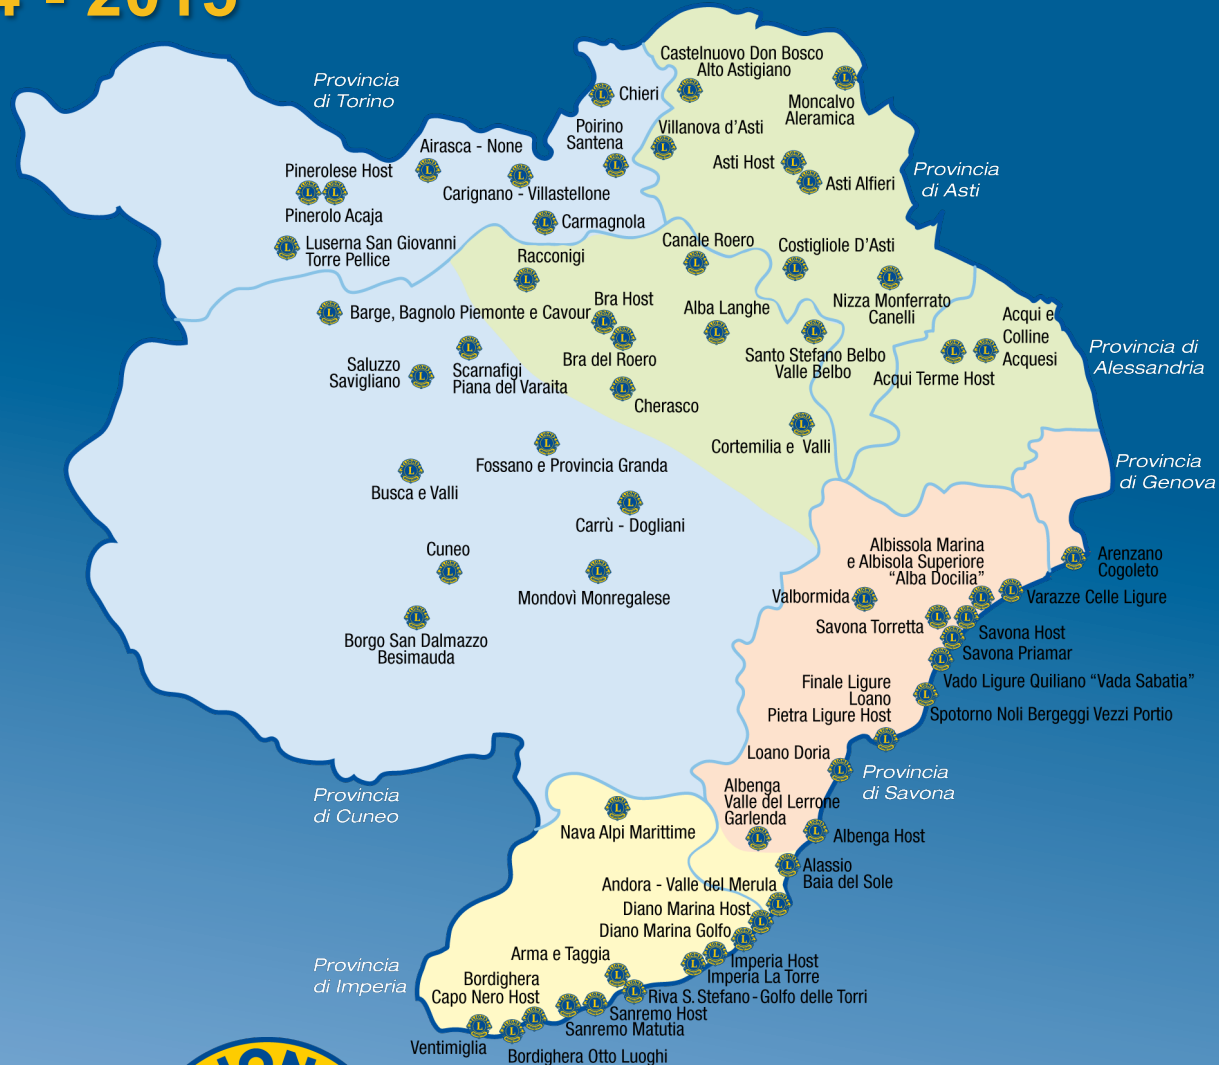 4 - 2015
Provincia
di Torino
Castelnuovo Don Bosco
Alto Astigiano
Chieri
Moncalvo
Aleramica
Poirino
Santena
Villanova d'Asti
Airasca - None
Asti Host
Provincia
di Asti
Pinerolese Host
Carignano - Villastellone
Asti Alfieri
Pinerolo Acaja
Carmagnola
Luserna San Giovanni
Torre Pellice
Canale Roero
Costigliole D'Asti
Racconigi
Barge, Bagnolo Piemonte e Cavour
Bra Host
Alba Langhe
Nizza Monferrato
Canelli
Acqui e
Colline
Acquesi
Saluzzo
Savigliano
Scarnafigi
Piana del Varaita
Bra del Roero
Santo Stefano Belbo
Valle Belbo
Acqui Terme Host
Provincia di
Alessandria
Cherasco
Cortemilia e Valli
Fossano e Provincia Granda
Provincia
di Genova
Busca e Valli
Carrù - Dogliani
Cuneo
Albissola Marina
e Albisola Superiore
“Alba Docilia”
Arenzano
Cogoleto
Mondovì Monregalese
Valbormida
Varazze Celle Ligure
Borgo San Dalmazzo
Besimauda
Savona Torretta
Savona Host
Savona Priamar
Finale Ligure
Loano
Pietra Ligure Host
Vado Ligure Quiliano “Vada Sabatia”
Spotorno Noli Bergeggi Vezzi Portio
Loano Doria
Provincia
di Savona
Provincia
di Cuneo
Albenga
Valle del Lerrone
Garlenda
Nava Alpi Marittime
Albenga Host
Alassio
Baia del Sole
Andora - Valle del Merula
Diano Marina Host
Diano Marina Golfo
Arma e Taggia
Imperia Host
Imperia La Torre
Provincia
di Imperia
Bordighera
Capo Nero Host
Riva S. Stefano - Golfo delle Torri
Sanremo Host
Sanremo Matutia
Ventimiglia
Bordighera Otto Luoghi
ION